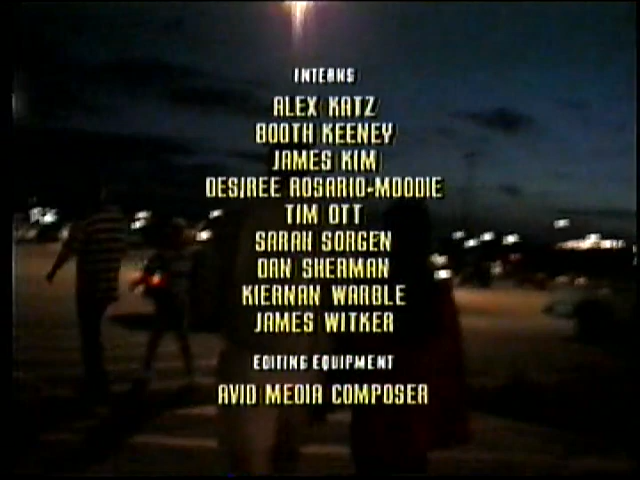 INTERNS
ALEX KATZ
BOOTH KEENEY
JAMES KIM
DESIREE ROSARIO-MOODIE
TIM OTT
SARAH SORGEN
DAN SHERMAN
KIERNAN WARBLE
JAMES WITKER
EDITING EQUIPMENT
AVID MEDIA COMPOSER